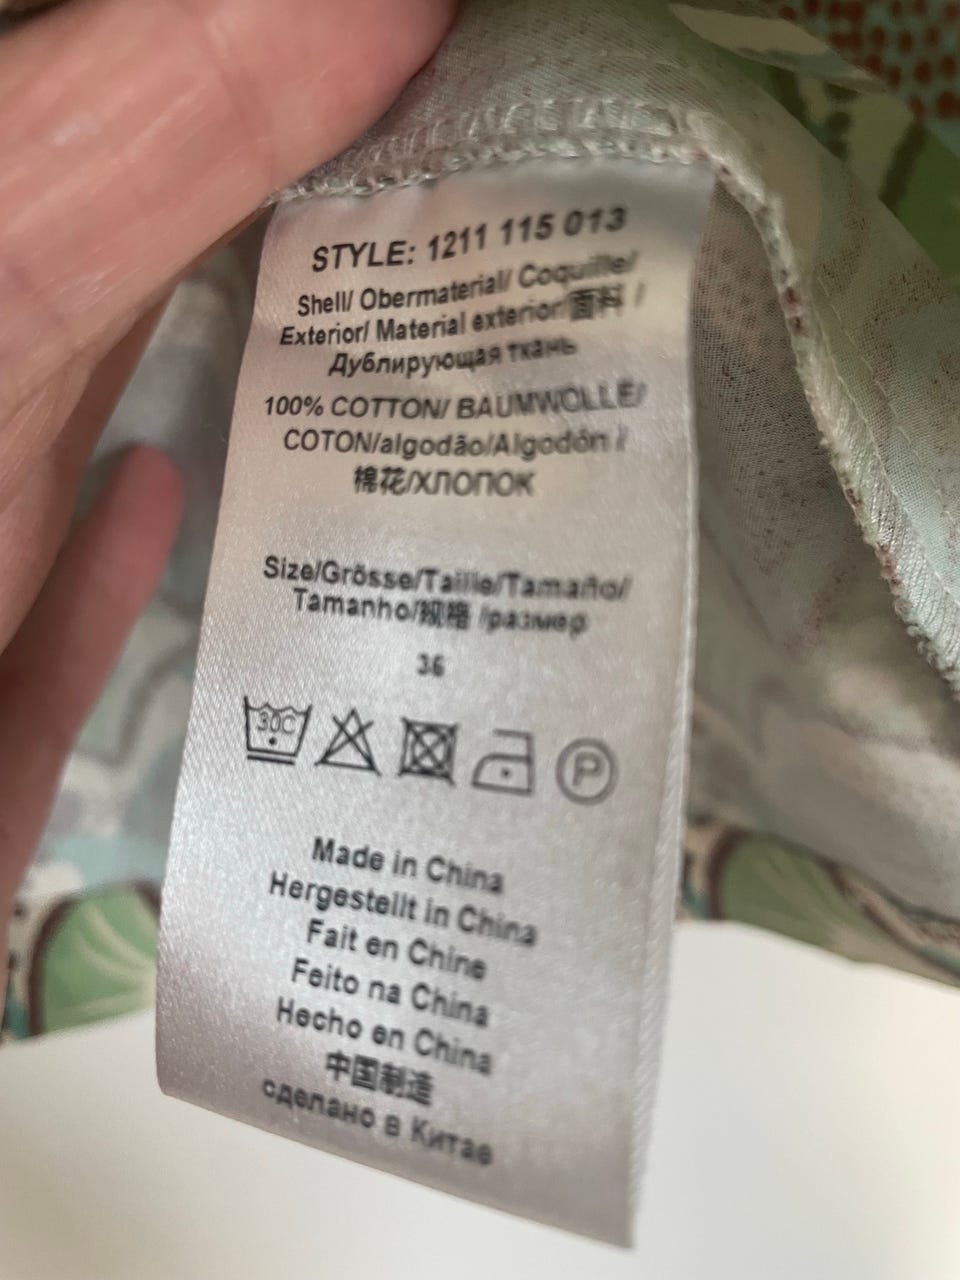 STYLE: 1211 115 013
Shell/ Obermaterial/ Coquille/
Exterior/ Material exterior/面料 /
Дублирующая ткань
100% COTTON/ BAUMWOLLE/
COTON/algodão/Algodón /
棉花/ХЛОПОК
Size/Grösse/Taille/Tamaño/
Tamanho/规格 /размер
36
30C
P
Made in China
Hergestellt in China
Fait en Chine
Feito na China
Hecho en China
中国制造
сделано в Китае